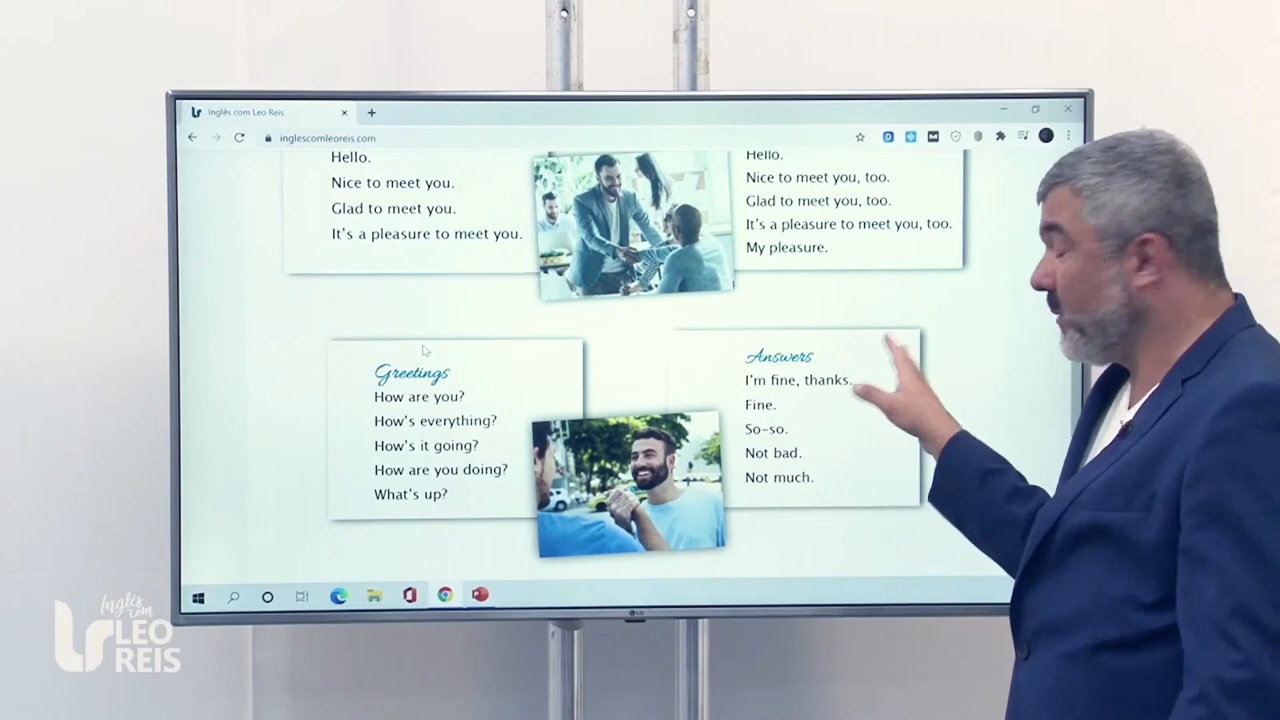 Inglês com Leo Reis
inglescomleoreis.com
Hello.
Nice to meet you.
Glad to meet you.
It's a pleasure to meet you.
Hello.
Nice to meet you, too.
Glad to meet you, too.
It's a pleasure to meet you, too.
My pleasure.
Greetings
How are you?
How's everything?
How's it going?
How are you doing?
What's up?
Answers
I'm fine, thanks.
Fine.
So-so.
Not bad.
Not much.
LG
Inglês
com
LEO
REIS